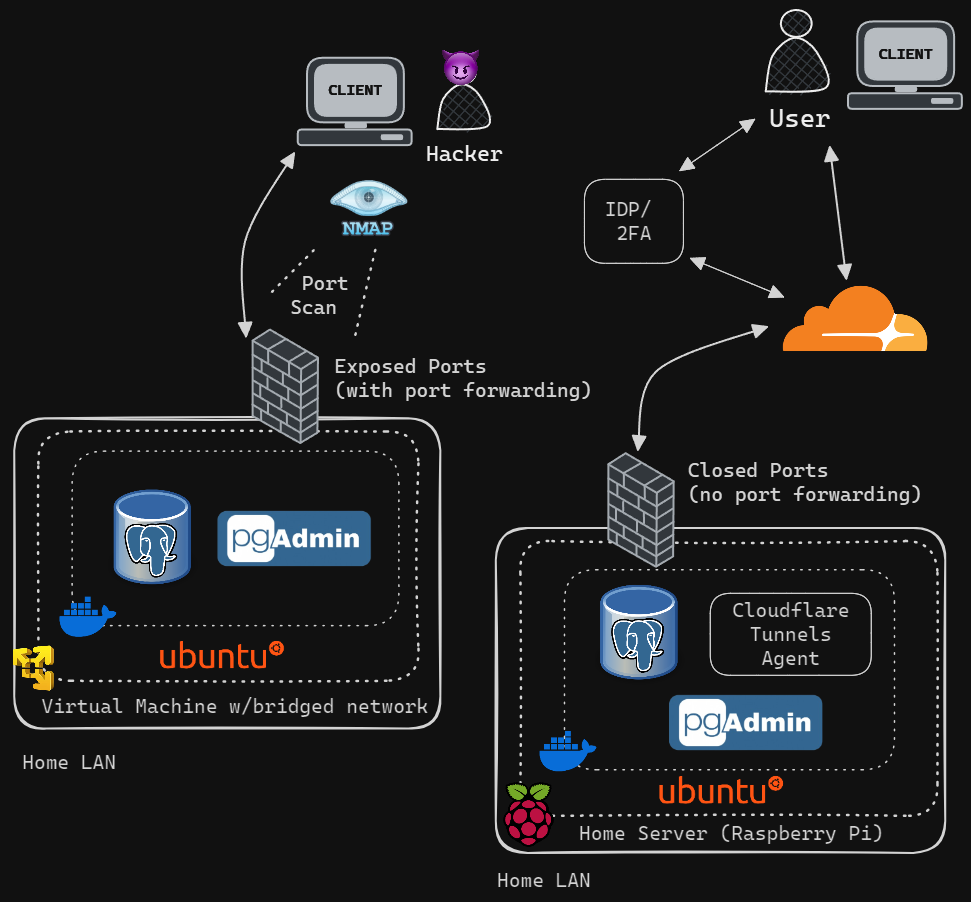 CLIENT
Hacker
NMAP
Port
Scan
Exposed Ports
(with port forwarding)
pgAdmin
ubuntu
Virtual Machine w/bridged network
Home LAN
CLIENT
User
IDP/
2FA
Closed Ports
(no port forwarding)
Cloudflare
Tunnels
Agent
pgAdmin
ubuntu
Home Server (Raspberry Pi)
Home LAN